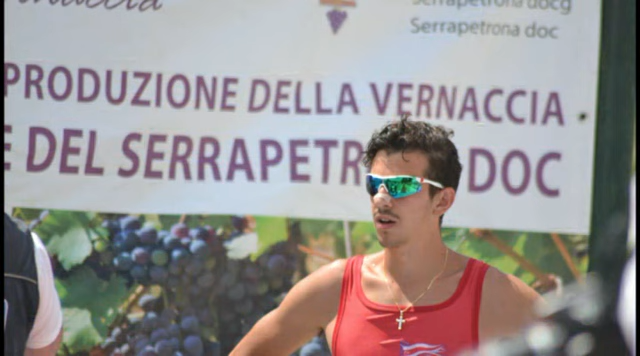 Serrapetrona docg
Serrapetrona doc
PRODUZIONE DELLA VERNACCIA
E DEL SERRAPETR DOC